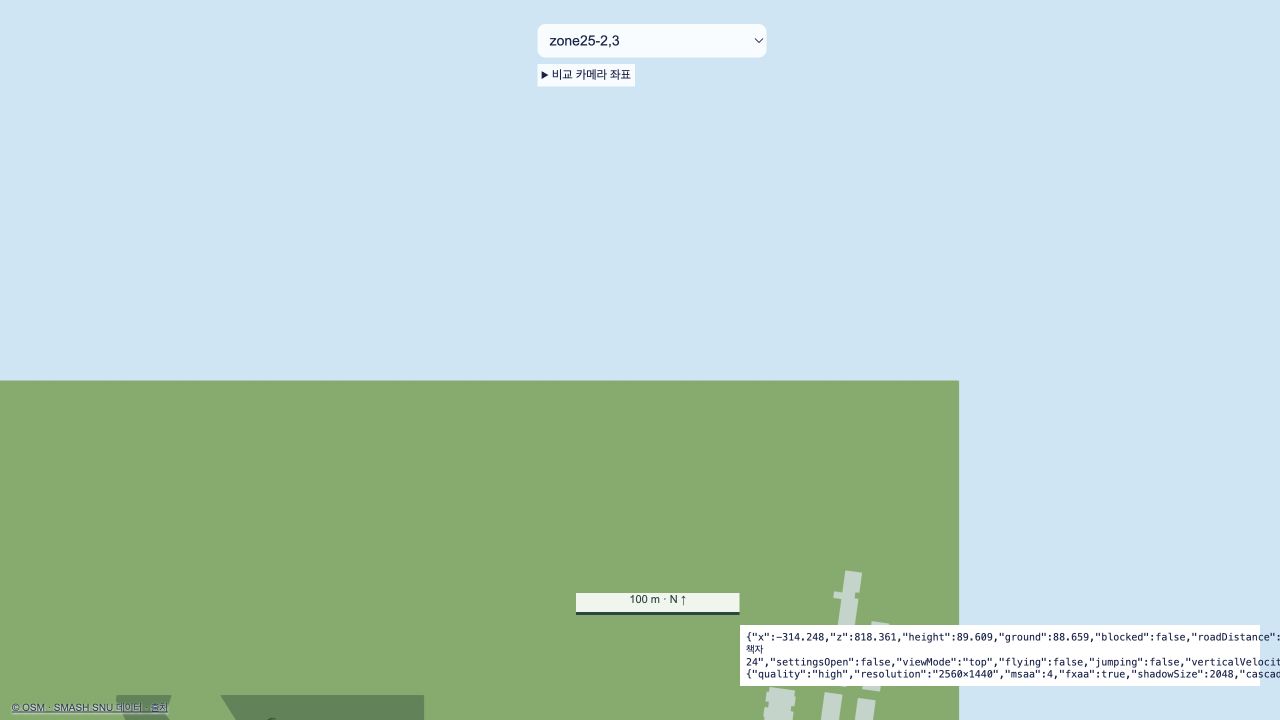 zone25-2,3
▶ 비교 카메라 좌표
100 m · N ↑
{"x":−314.248,"z":818.361,"height":89.609,"ground":88.659,"blocked":false,"roadDistance":
책자
24","settingsOpen":false,"viewMode":"top","flying":false,"jumping":false,"verticalVelocit
{"quality":"high","resolution":"2560×1440","msaa":4,"fxaa":true,"shadowSize":2048,"cascad
© OSM · SMASH SNU 데이터 · 출처